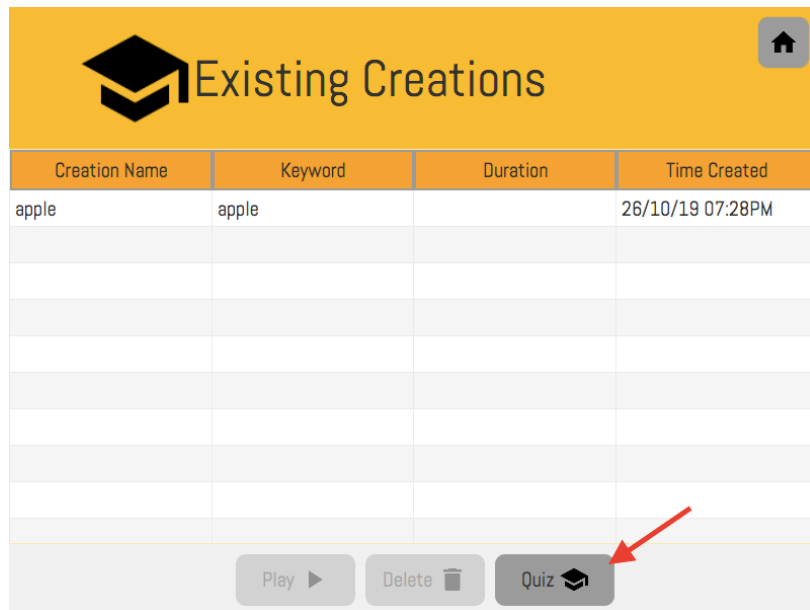 Existing Creations
Creation Name Keyword Duration Time Created
apple apple 26/10/19 07:28PM
Play Delete Quiz